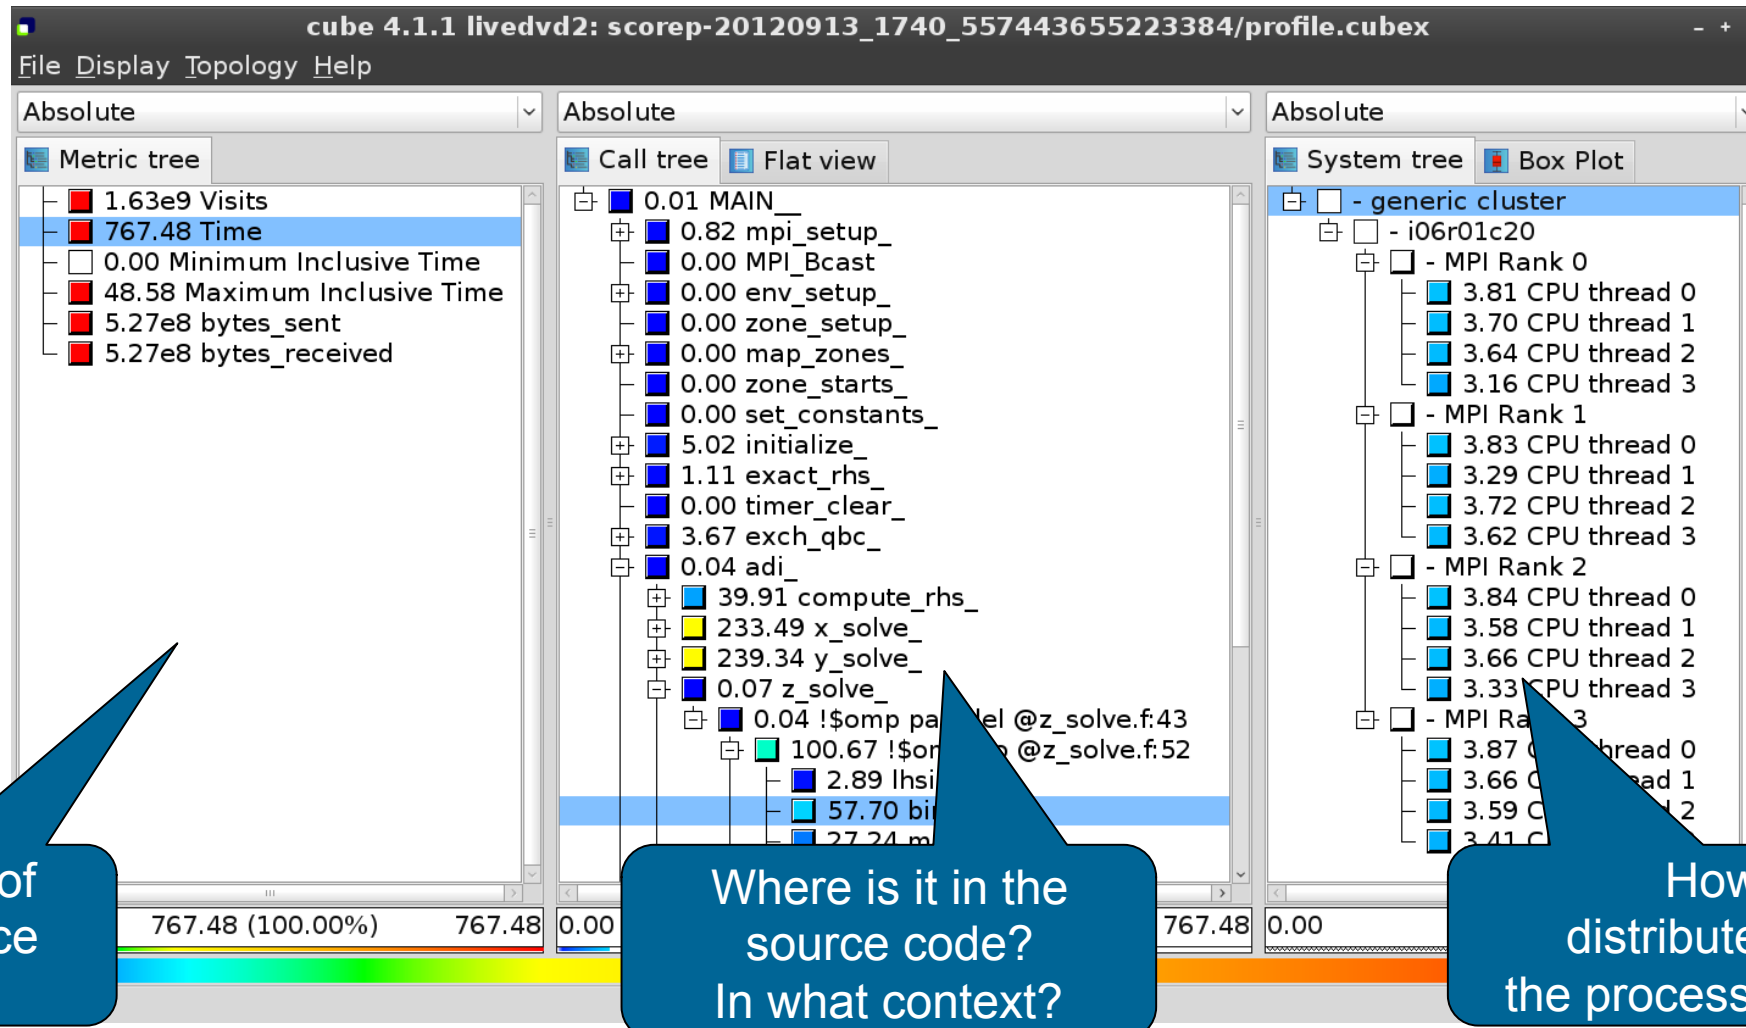 cube 4.1.1 livedvd2: scorep-20120913_1740_557443655223384/profile.cubex
File Display Topology Help
Absolute
Metric tree
1.63e9 Visits
767.48 Time
0.00 Minimum Inclusive Time
48.58 Maximum Inclusive Time
5.27e8 bytes_sent
5.27e8 bytes_received
767.48 (100.00%) 767.48
Absolute
Call tree Flat view
0.01 MAIN__
0.82 mpi_setup_
0.00 MPI_Bcast
0.00 env_setup_
0.00 zone_setup_
0.00 map_zones_
0.00 zone_starts_
0.00 set_constants_
5.02 initialize_
1.11 exact_rhs_
0.00 timer_clear_
3.67 exch_qbc_
0.04 adi_
39.91 compute_rhs_
233.49 x_solve_
239.34 y_solve_
0.07 z_solve_
0.04 !$omp @z_solve.f:43
100.67 @z_solve.f:52
2.89
57.70
27.24
0.00 767.48
Absolute
System tree Box Plot
- generic cluster
- i06r01c20
- MPI Rank 0
3.81 CPU thread 0
3.70 CPU thread 1
3.64 CPU thread 2
3.16 CPU thread 3
- MPI Rank 1
3.83 CPU thread 0
3.29 CPU thread 1
3.72 CPU thread 2
3.62 CPU thread 3
- MPI Rank 2
3.84 CPU thread 0
3.58 CPU thread 1
3.66 CPU thread 2
3.33 CPU thread 3
- MPI 3
3.87 0
3.66 1
3.59 2
3.41
0.00
of
Where is it in the
source code?
In what context?
How
the